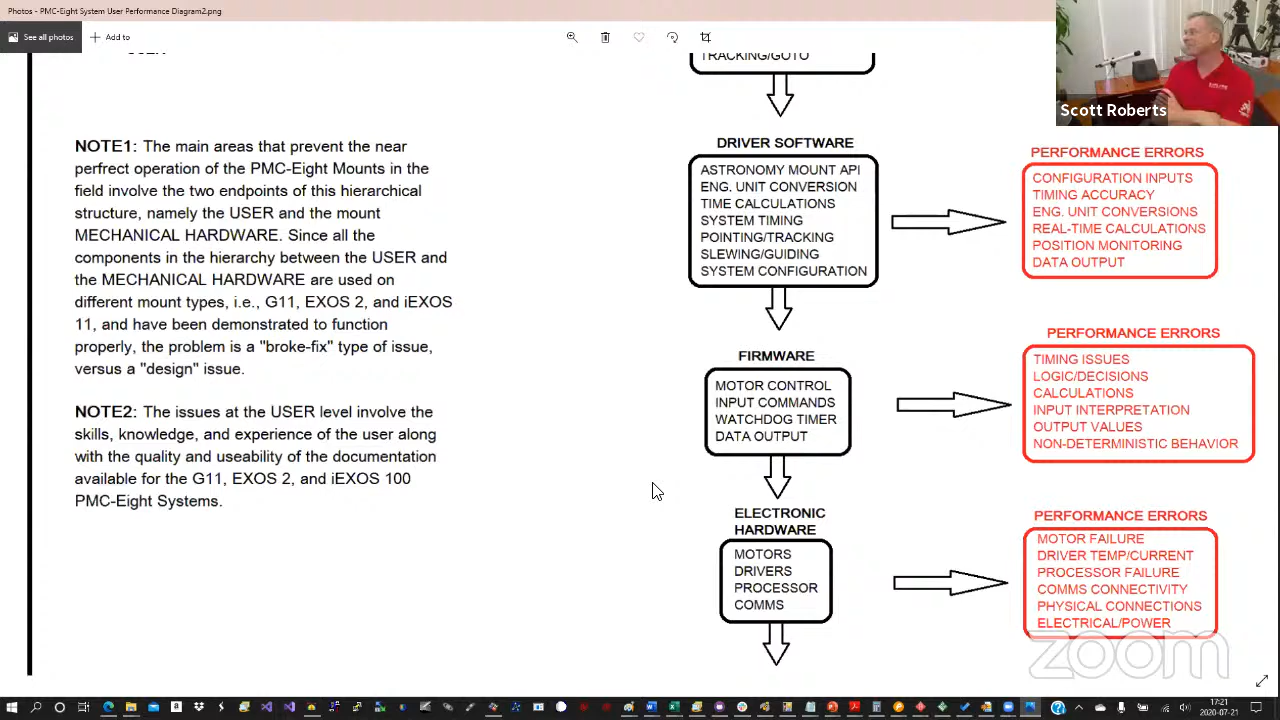 Photos - PMC-Eight System User Performance Diagram2.png
See all photos
Add to
Scott Roberts
TRACKING/GOTO
NOTE1: The main areas that prevent the near
perfrect operation of the PMC-Eight Mounts in the
field involve the two endpoints of this hierarchical
structure, namely the USER and the mount
MECHANICAL HARDWARE. Since all the
components in the hierarchy between the USER and
the MECHANICAL HARDWARE are used on
different mount types, i.e., G11, EXOS 2, and iEXOS
11, and have been demonstrated to function
properly, the problem is a "broke-fix" type of issue,
versus a "design" issue.
NOTE2: The issues at the USER level involve the
skills, knowledge, and experience of the user along
with the quality and useability of the documentation
available for the G11, EXOS 2, and iEXOS 100
PMC-Eight Systems.
DRIVER SOFTWARE
ASTRONOMY MOUNT API
ENG. UNIT CONVERSION
TIME CALCULATIONS
SYSTEM TIMING
POINTING/TRACKING
SLEWING/GUIDING
SYSTEM CONFIGURATION
PERFORMANCE ERRORS
CONFIGURATION INPUTS
TIMING ACCURACY
ENG. UNIT CONVERSIONS
REAL-TIME CALCULATIONS
POSITION MONITORING
DATA OUTPUT
FIRMWARE
MOTOR CONTROL
INPUT COMMANDS
WATCHDOG TIMER
DATA OUTPUT
PERFORMANCE ERRORS
TIMING ISSUES
LOGIC/DECISIONS
CALCULATIONS
INPUT INTERPRETATION
OUTPUT VALUES
NON-DETERMINISTIC BEHAVIOR
ELECTRONIC
HARDWARE
MOTORS
DRIVERS
PROCESSOR
COMMS
PERFORMANCE ERRORS
MOTOR FAILURE
DRIVER TEMP/CURRENT
PROCESSOR FAILURE
COMMS CONNECTIVITY
PHYSICAL CONNECTIONS
ELECTRICAL/POWER
zoom
17:21
2020-07-21